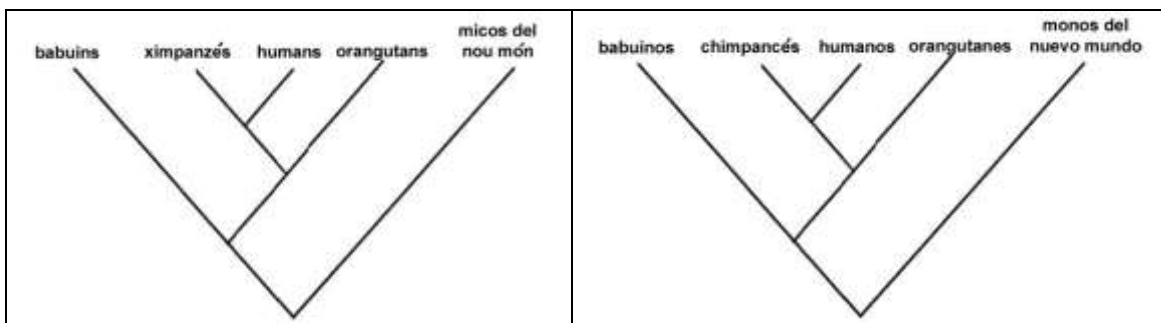 babuins ximpanzés humans orangutans micos del
nou món
babuinos chimpancés humanos orangutanes monos del
nuevo mundo